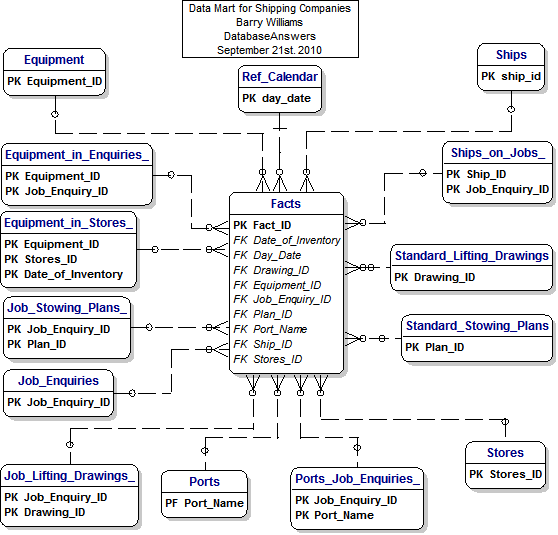 Data Mart for Shipping Companies
Barry Williams
DatabaseAnswers
September 21st. 2010
Equipment
PK Equipment_ID
Ref_Calendar
PK day_date
Ships
PK ship_id
Equipment_in_Enquiries_
PK Equipment_ID
PK Job_Enquiry_ID
Ships_on_Jobs_
PK Ship_ID
PK Job_Enquiry_ID
Facts
PK Fact_ID
FK Date_of_Inventory
FK Day_Date
FK Drawing_ID
FK Equipment_ID
FK Job_Enquiry_ID
FK Plan_ID
FK Port_Name
FK Ship_ID
FK Stores_ID
Equipment_in_Stores_
PK Equipment_ID
PK Stores_ID
PK Date_of_Inventory
Standard_Lifting_Drawings
PK Drawing_ID
Job_Stowing_Plans_
PK Job_Enquiry_ID
PK Plan_ID
Standard_Stowing_Plans
PK Plan_ID
Job_Enquiries
PK Job_Enquiry_ID
Job_Lifting_Drawings_
PK Job_Enquiry_ID
PK Drawing_ID
Ports
PF Port_Name
Ports_Job_Enquiries_
PK Job_Enquiry_ID
PK Port_Name
Stores
PK Stores_ID